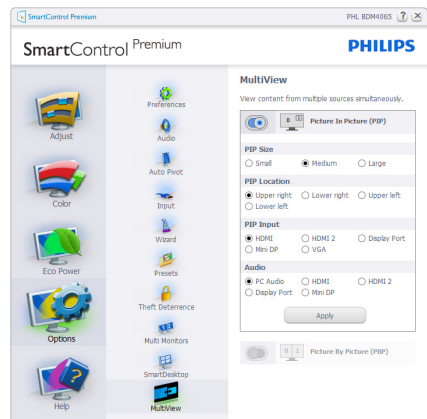 SmartControl Premium
PHL BDM4065 ? X
SmartControl Premium
PHILIPS
Adjust
Color
Eco Power
Options
Help
Preferences
Audio
Auto Pivot
Input
Wizard
Presets
Theft Deterrence
Multi Monitors
SmartDesktop
MultiView
MultiView
View content from multiple sources simultaneously.
Picture In Picture (PIP)
PIP Size
Small Medium Large
PIP Location
Upper right Lower right Upper left
Lower left
PIP Input
HDMI HDMI 2 Display Port
Mini DP VGA
Audio
PC Audio HDMI HDMI 2
Display Port Mini DP
Apply
0 1 Picture By Picture (PBP)